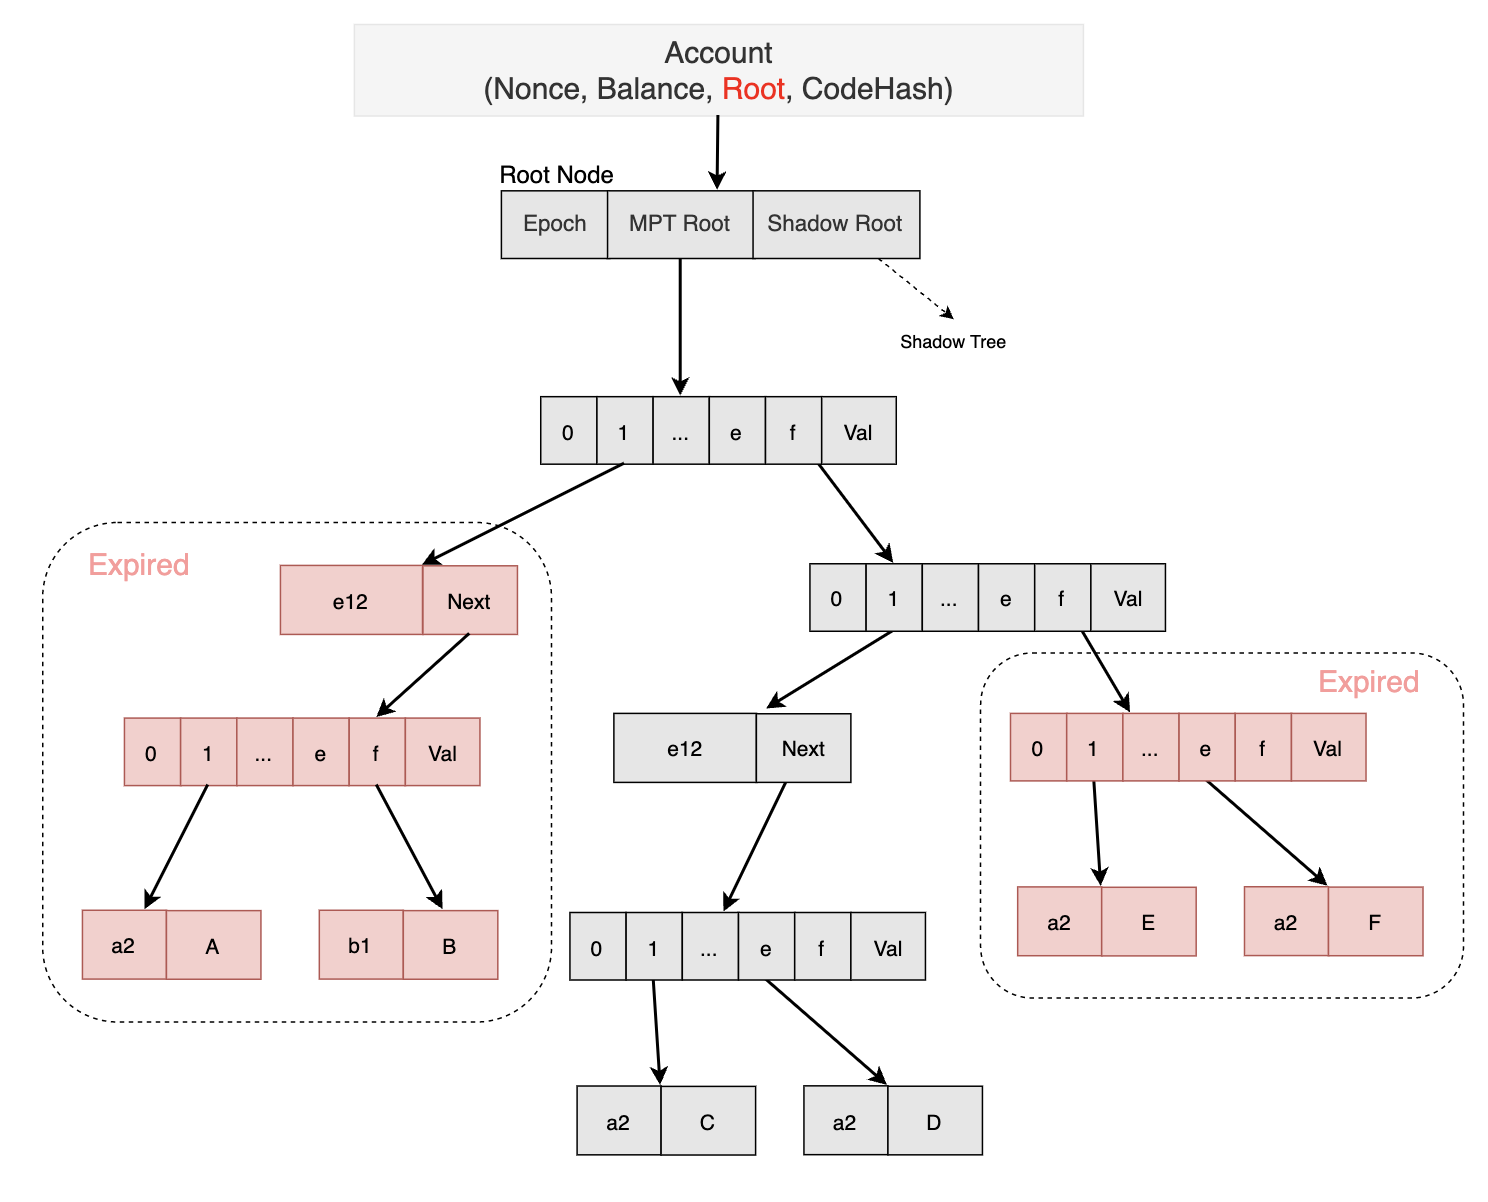 Account
(Nonce, Balance, Root, CodeHash)
Root Node
Epoch MPT Root Shadow Root
Shadow Tree
0 1 ... e f Val
Expired
e12 Next
0 1 ... e f Val
Expired
0 1 ... e f Val
e12 Next
0 1 ... e f Val
a2 A
b1 B
0 1 ... e f Val
a2 E
a2 F
a2 C
a2 D